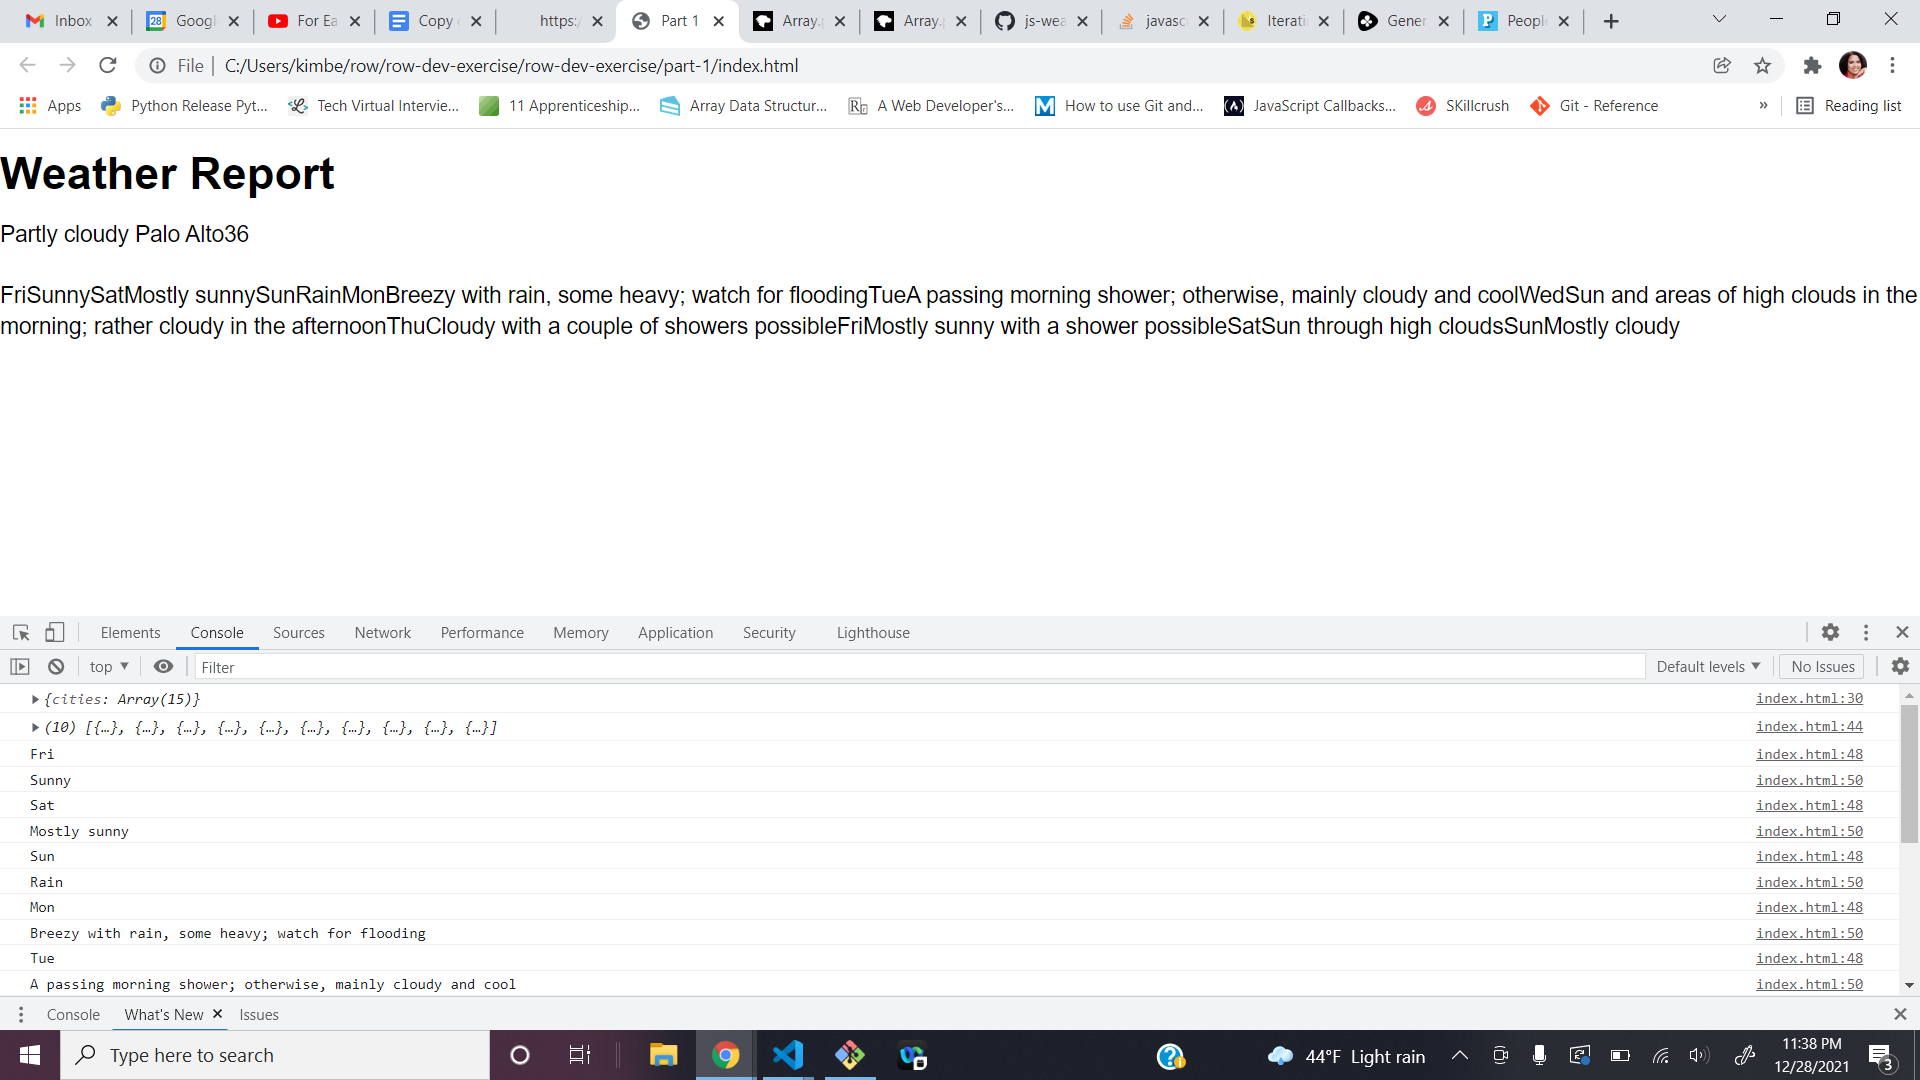 Inbox Googl For Ea Copy https:/ Part 1 Array. Array. js-wea javasc Iterati Gener People
File C:/Users/kimbe/row/row-dev-exercise/row-dev-exercise/part-1/index.html
Apps Python Release Pyt... Tech Virtual Intervie... 11 Apprenticeship... Array Data Structur... A Web Developer's... How to use Git and... JavaScript Callbacks... SKillcrush Git - Reference » Reading list
Weather Report
Partly cloudy Palo Alto36
FriSunnySatMostly sunnySunRainMonBreezy with rain, some heavy; watch for floodingTueA passing morning shower; otherwise, mainly cloudy and coolWedSun and areas of high clouds in the
morning; rather cloudy in the afternoonThuCloudy with a couple of showers possibleFriMostly sunny with a shower possibleSatSun through high cloudsSunMostly cloudy
Elements Console Sources Network Performance Memory Application Security Lighthouse
top Filter Default levels No Issues
{cities: Array(15)} index.html:30
(10) [{…}, {…}, {…}, {…}, {…}, {…}, {…}, {…}, {…}, {…}] index.html:44
Fri index.html:48
Sunny index.html:50
Sat index.html:48
Mostly sunny index.html:50
Sun index.html:48
Rain index.html:50
Mon index.html:48
Breezy with rain, some heavy; watch for flooding index.html:50
Tue index.html:48
A passing morning shower; otherwise, mainly cloudy and cool index.html:50
Console What's New Issues
Type here to search 44°F Light rain 11:38 PM
12/28/2021 3